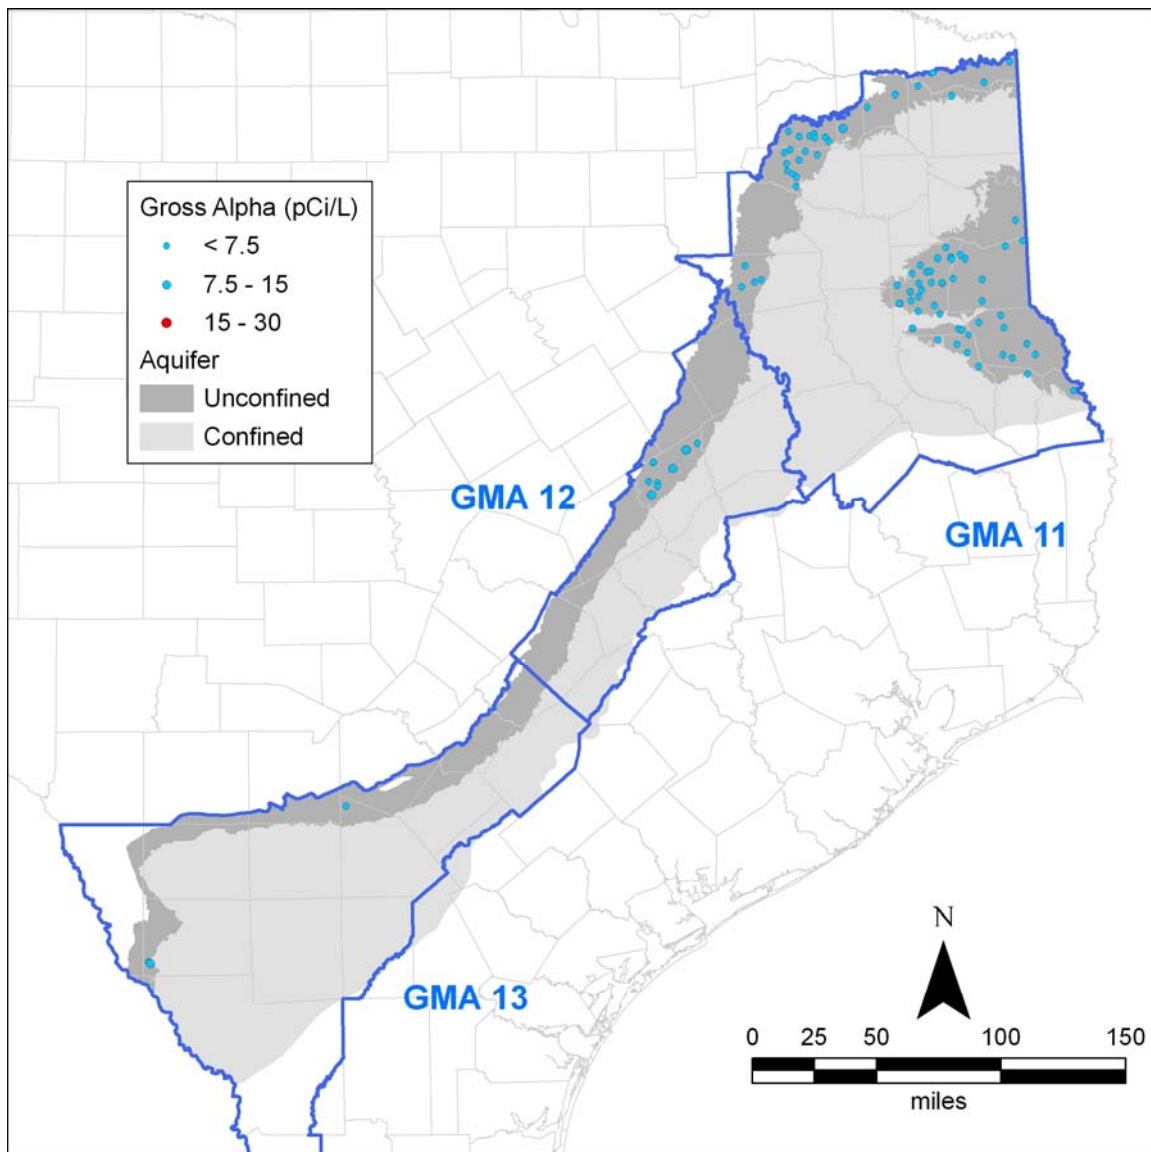 Gross Alpha (pCi/L)
< 7.5
7.5 - 15
15 - 30
Aquifer
Unconfined
Confined
GMA 12
GMA 11
GMA 13
N
0 25 50 100 150
miles